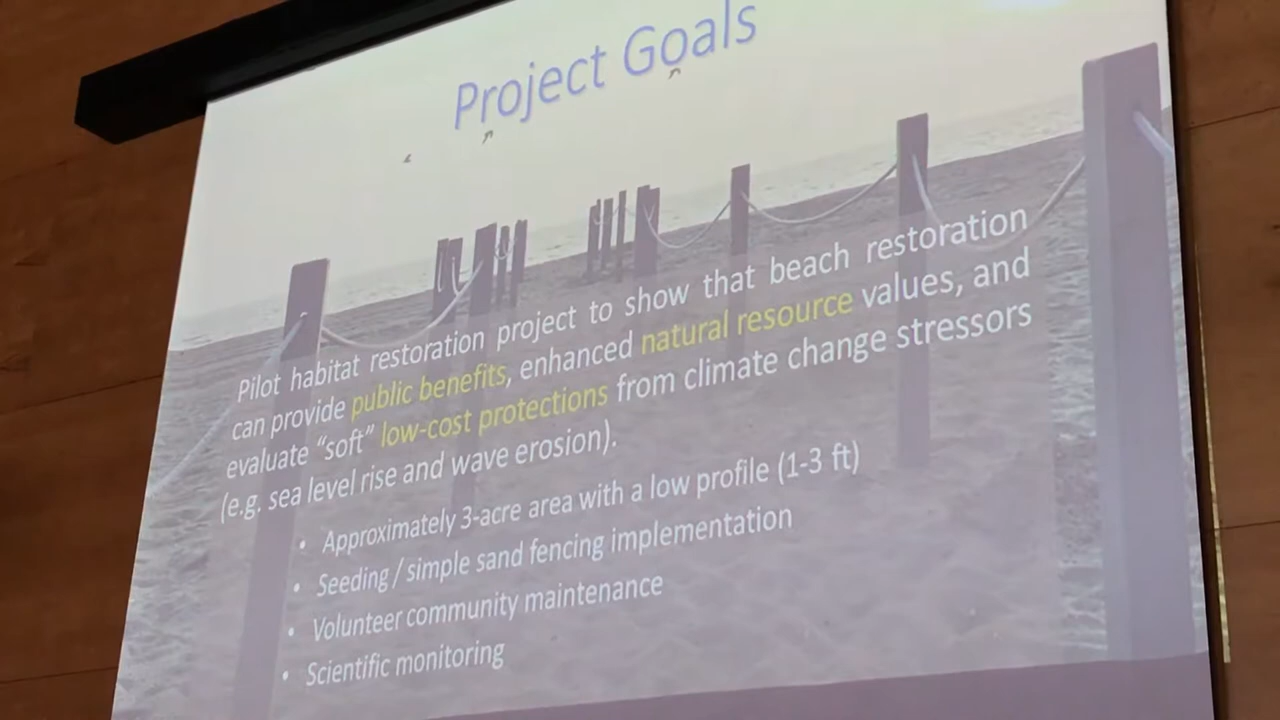 Project Goals
Pilot habitat restoration project to show that beach restoration
can provide public benefits, enhanced natural resource values, and
evaluate “soft” low-cost protections from climate change stressors
(e.g. sea level rise and wave erosion).
• Approximately 3-acre area with a low profile (1-3 ft)
• Seeding / simple sand fencing implementation
• Volunteer community maintenance
• Scientific monitoring